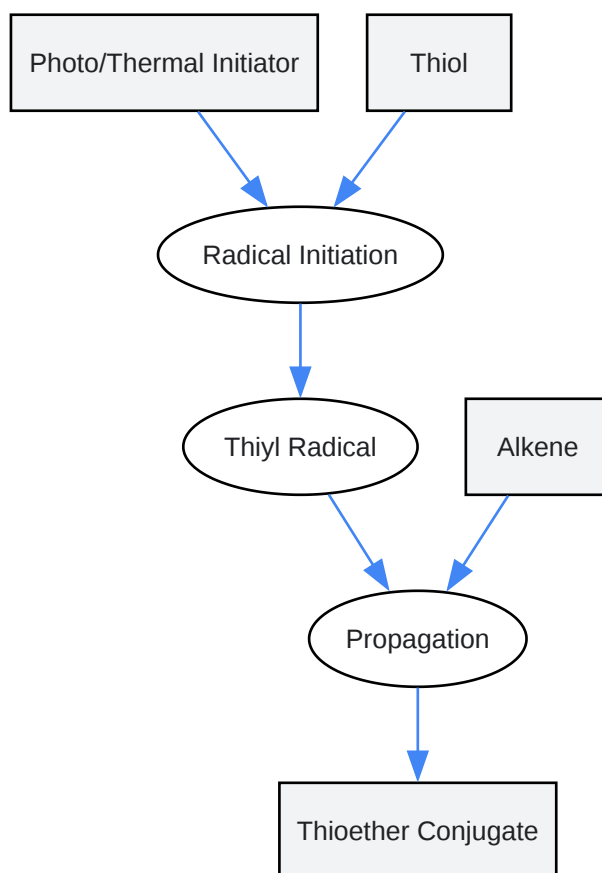 Photo/Thermal Initiator
Thiol
Radical Initiation
Thiyl Radical
Alkene
Propagation
Thioether Conjugate